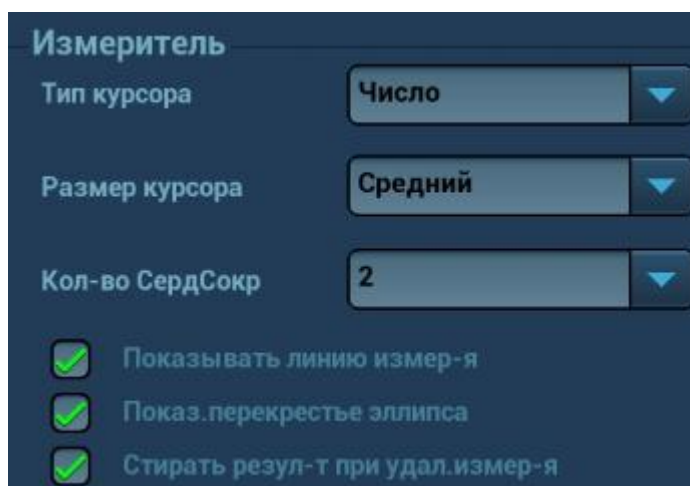 Измеритель
Тип курсора Число
Размер курсора Средний
Кол-во СердСокр 2
Показывать линию измер-я
Показ.перекрестье эллипса
Стирать резул-т при удал.измер-я